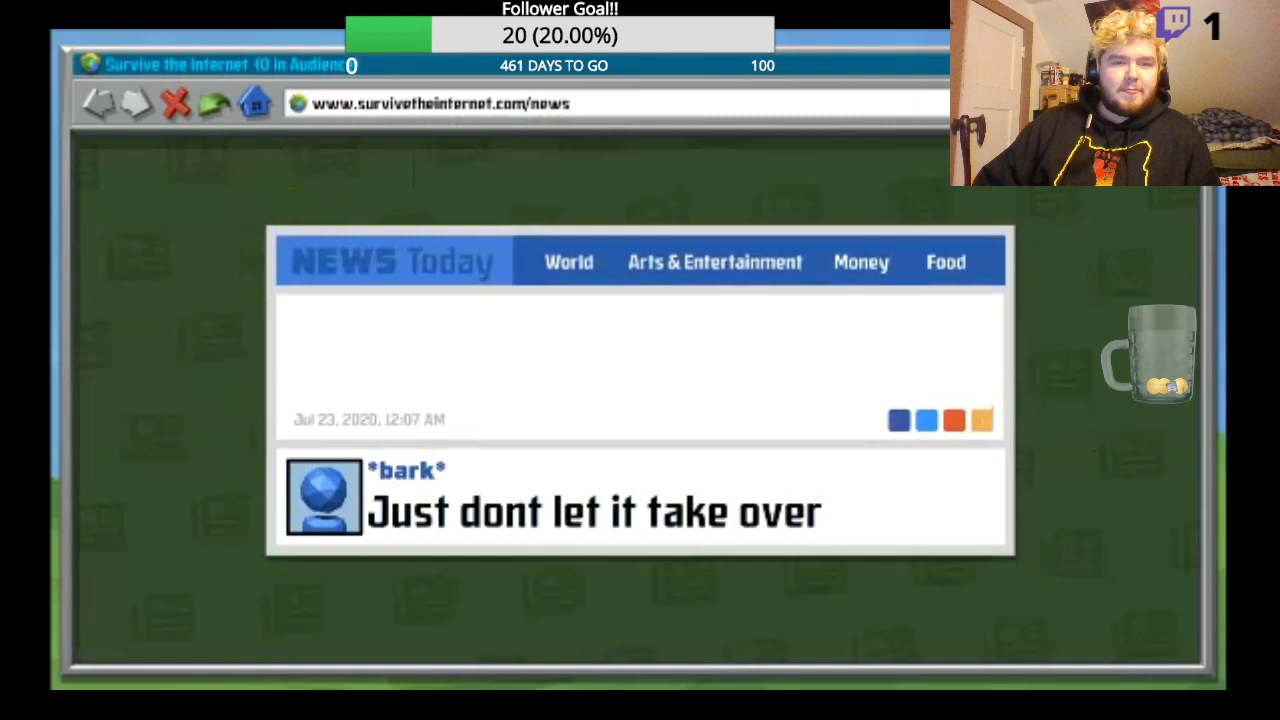 Follower Goal!!
20 (20.00%)
0 461 DAYS TO GO 100
1
Survive the Internet (0 in Audienc
www.survivetheinternet.com/news
NEWS Today World Arts & Entertainment Money Food
Jul 23, 2020, 12:07 AM
*bark*
Just dont let it take over